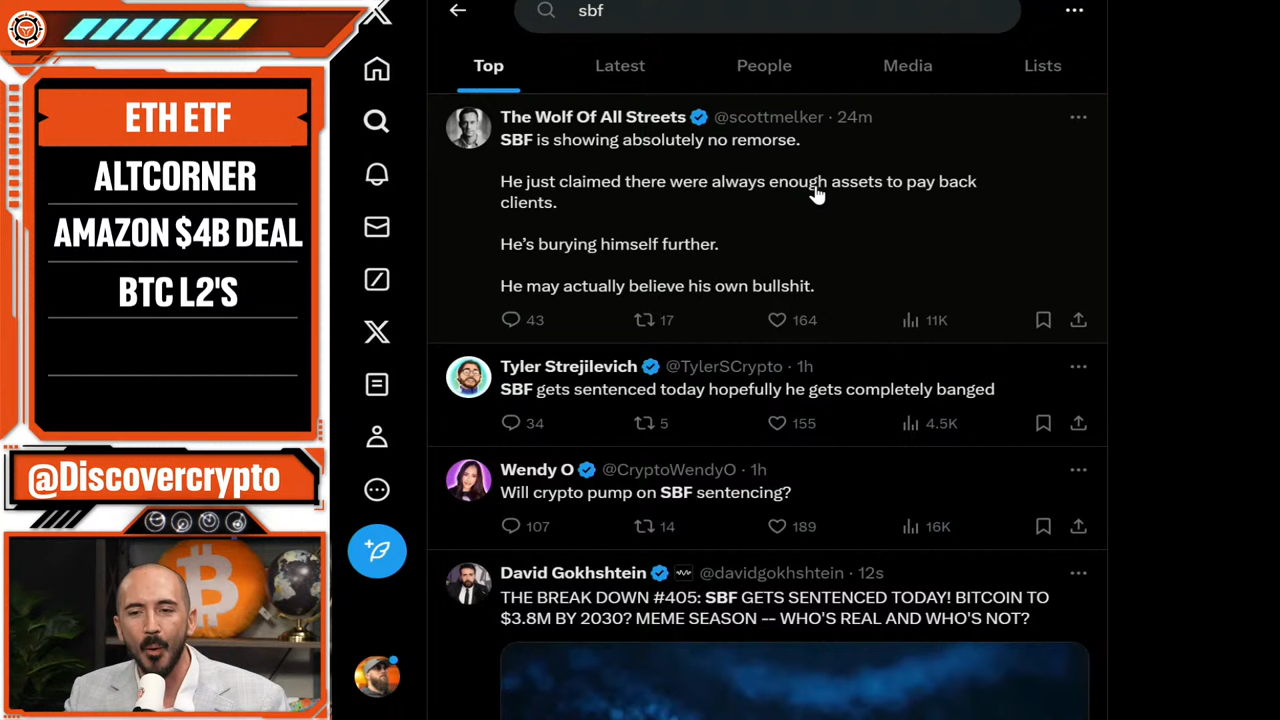 ETH ETF
ALTCORNER
AMAZON $4B DEAL
BTC L2'S
@Discovercrypto
sbf
Top
Latest
People
Media
Lists
The Wolf Of All Streets @scottmelker · 24m
SBF is showing absolutely no remorse.
He just claimed there were always enough assets to pay back
clients.
He's burying himself further.
He may actually believe his own bullshit.
43 17 164 11K
Tyler Strejilevich @TylerSCrypto · 1h
SBF gets sentenced today hopefully he gets completely banged
34 5 155 4.5K
Wendy O @CryptoWendyO · 1h
Will crypto pump on SBF sentencing?
107 14 189 16K
David Gokhshtein @davidgokhshtein · 12s
THE BREAK DOWN #405: SBF GETS SENTENCED TODAY! BITCOIN TO
$3.8M BY 2030? MEME SEASON -- WHO'S REAL AND WHO'S NOT?